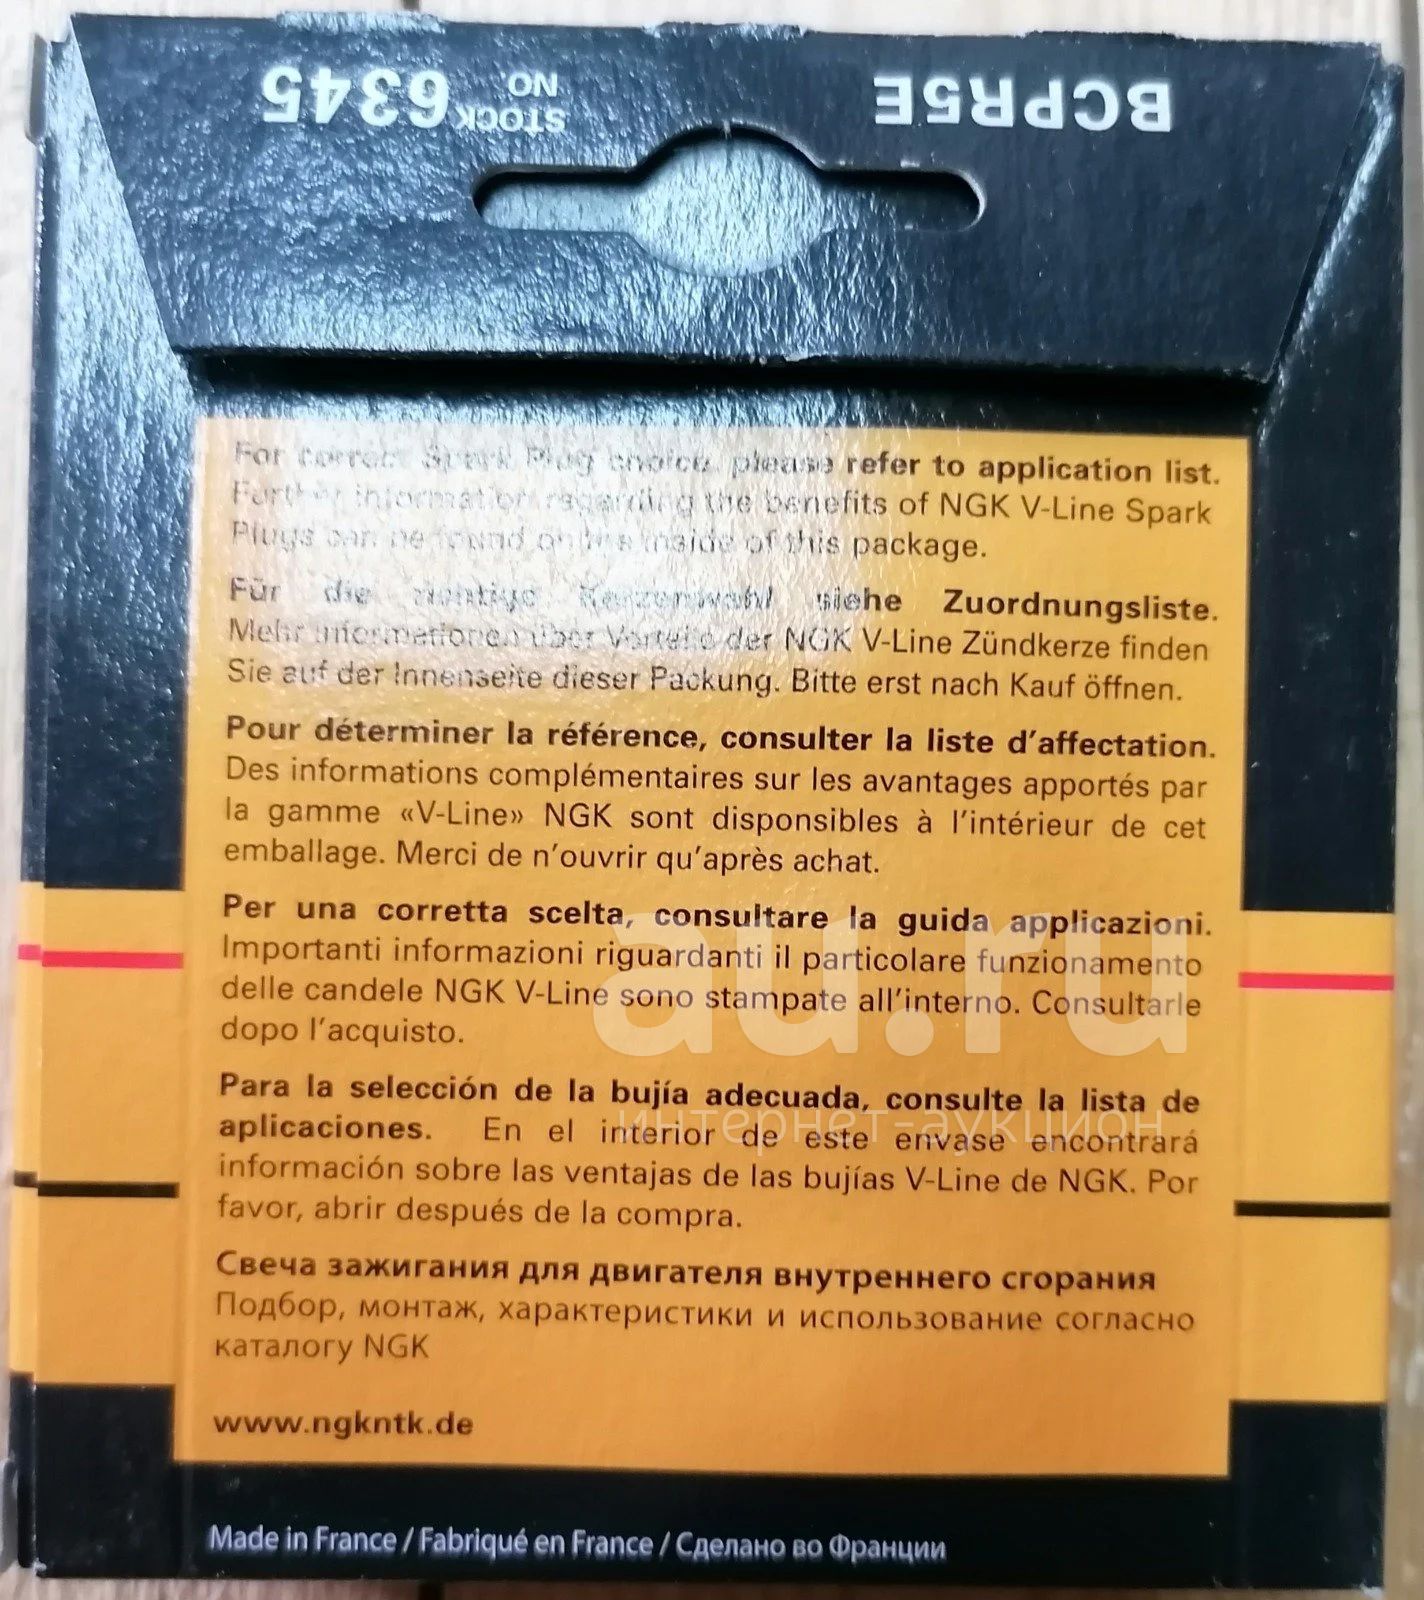 BCPR5E
STOCK NO. 6345
For correct Spark Plug choice, please refer to application list.
Further information regarding the benefits of NGK V-Line Spark
Plugs can be found on the inside of this package.
Für die richtige Kerzenwahl siehe Zuordnungsliste.
Mehr Informationen über Vorteile der NGK V-Line Zündkerze finden
Sie auf der Innenseite dieser Packung. Bitte erst nach Kauf öffnen.
Pour déterminer la référence, consulter la liste d'affectation.
Des informations complémentaires sur les avantages apportés par
la gamme «V-Line» NGK sont disponsibles à l'intérieur de cet
emballage. Merci de n'ouvrir qu'après achat.
Per una corretta scelta, consultare la guida applicazioni.
Importanti informazioni riguardanti il particolare funzionamento
delle candele NGK V-Line sono stampate all'interno. Consultarle
dopo l'acquisto.
Para la selección de la bujía adecuada, consulte la lista de
aplicaciones. En el interior de este envase encontrará
información sobre las ventajas de las bujías V-Line de NGK. Por
favor, abrir después de la compra.
Свеча зажигания для двигателя внутреннего сгорания
Подбор, монтаж, характеристики и использование согласно
каталогу NGK
www.ngkntk.de
Made in France / Fabriqué en France / Сделано во Франции
au.ru
интернет-аукцион